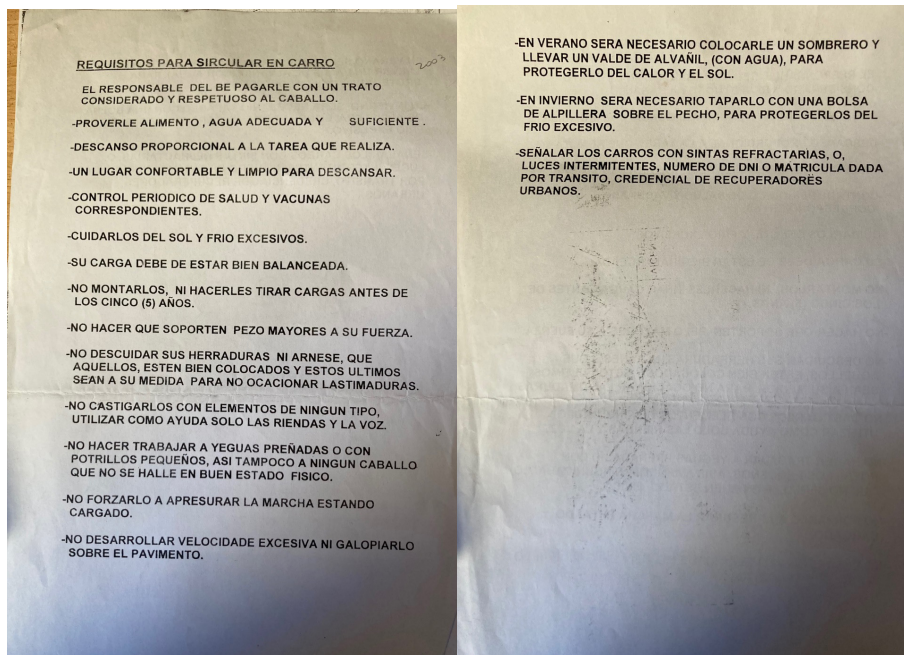 REQUISITOS PARA SIRCULAR EN CARRO
2003
EL RESPONSABLE DEL BE PAGARLE CON UN TRATO
CONSIDERADO Y RESPETUOSO AL CABALLO.
-PROVERLE ALIMENTO , AGUA ADECUADA Y SUFICIENTE .
-DESCANSO PROPORCIONAL A LA TAREA QUE REALIZA.
-UN LUGAR CONFORTABLE Y LIMPIO PARA DESCANSAR.
-CONTROL PERIODICO DE SALUD Y VACUNAS
CORRESPONDIENTES.
-CUIDARLOS DEL SOL Y FRIO EXCESIVOS.
-SU CARGA DEBE DE ESTAR BIEN BALANCEADA.
-NO MONTARLOS, NI HACERLES TIRAR CARGAS ANTES DE
LOS CINCO (5) AÑOS.
-NO HACER QUE SOPORTEN PEZO MAYORES A SU FUERZA.
-NO DESCUIDAR SUS HERRADURAS NI ARNESE, QUE
AQUELLOS, ESTEN BIEN COLOCADOS Y ESTOS ULTIMOS
SEAN A SU MEDIDA PARA NO OCACIONAR LASTIMADURAS.
-NO CASTIGARLOS CON ELEMENTOS DE NINGUN TIPO,
UTILIZAR COMO AYUDA SOLO LAS RIENDAS Y LA VOZ.
-NO HACER TRABAJAR A YEGUAS PREÑADAS O CON
POTRILLOS PEQUEÑOS, ASI TAMPOCO A NINGUN CABALLO
QUE NO SE HALLE EN BUEN ESTADO FISICO.
-NO FORZARLO A APRESURAR LA MARCHA ESTANDO
CARGADO.
-NO DESARROLLAR VELOCIDADE EXCESIVA NI GALOPIARLO
SOBRE EL PAVIMENTO.
-EN VERANO SERA NECESARIO COLOCARLE UN SOMBRERO Y
LLEVAR UN VALDE DE ALVAÑIL, (CON AGUA), PARA
PROTEGERLO DEL CALOR Y EL SOL.
-EN INVIERNO SERA NECESARIO TAPARLO CON UNA BOLSA
DE ALPILLERA SOBRE EL PECHO, PARA PROTEGERLOS DEL
FRIO EXCESIVO.
-SEÑALAR LOS CARROS CON SINTAS REFRACTARIAS, O,
LUCES INTERMITENTES, NUMERO DE DNI O MATRICULA DADA
POR TRANSITO, CREDENCIAL DE RECUPERADORES
URBANOS.